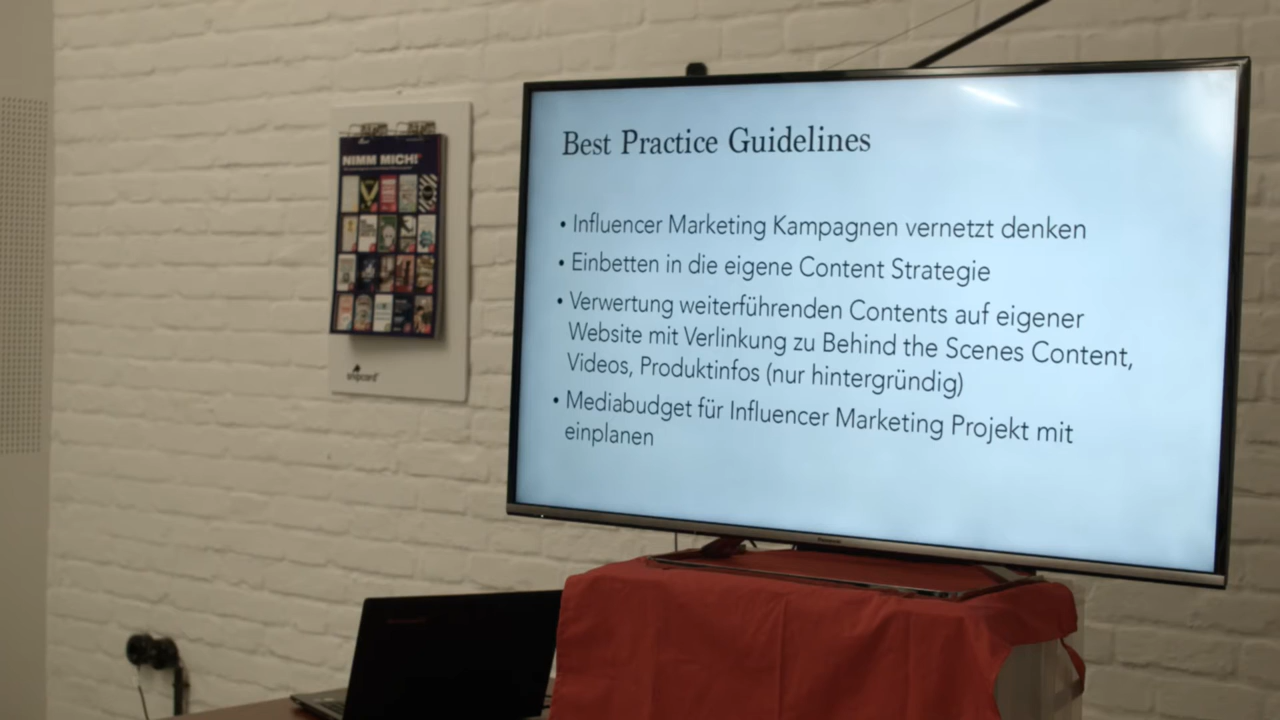 NIMM MICH!
Best Practice Guidelines
• Influencer Marketing Kampagnen vernetzt denken
• Einbetten in die eigene Content Strategie
• Verwertung weiterführenden Contents auf eigener
Website mit Verlinkung zu Behind the Scenes Content,
Videos, Produktinfos (nur hintergründig)
• Mediabudget für Influencer Marketing Projekt mit
einplanen
Panasonic